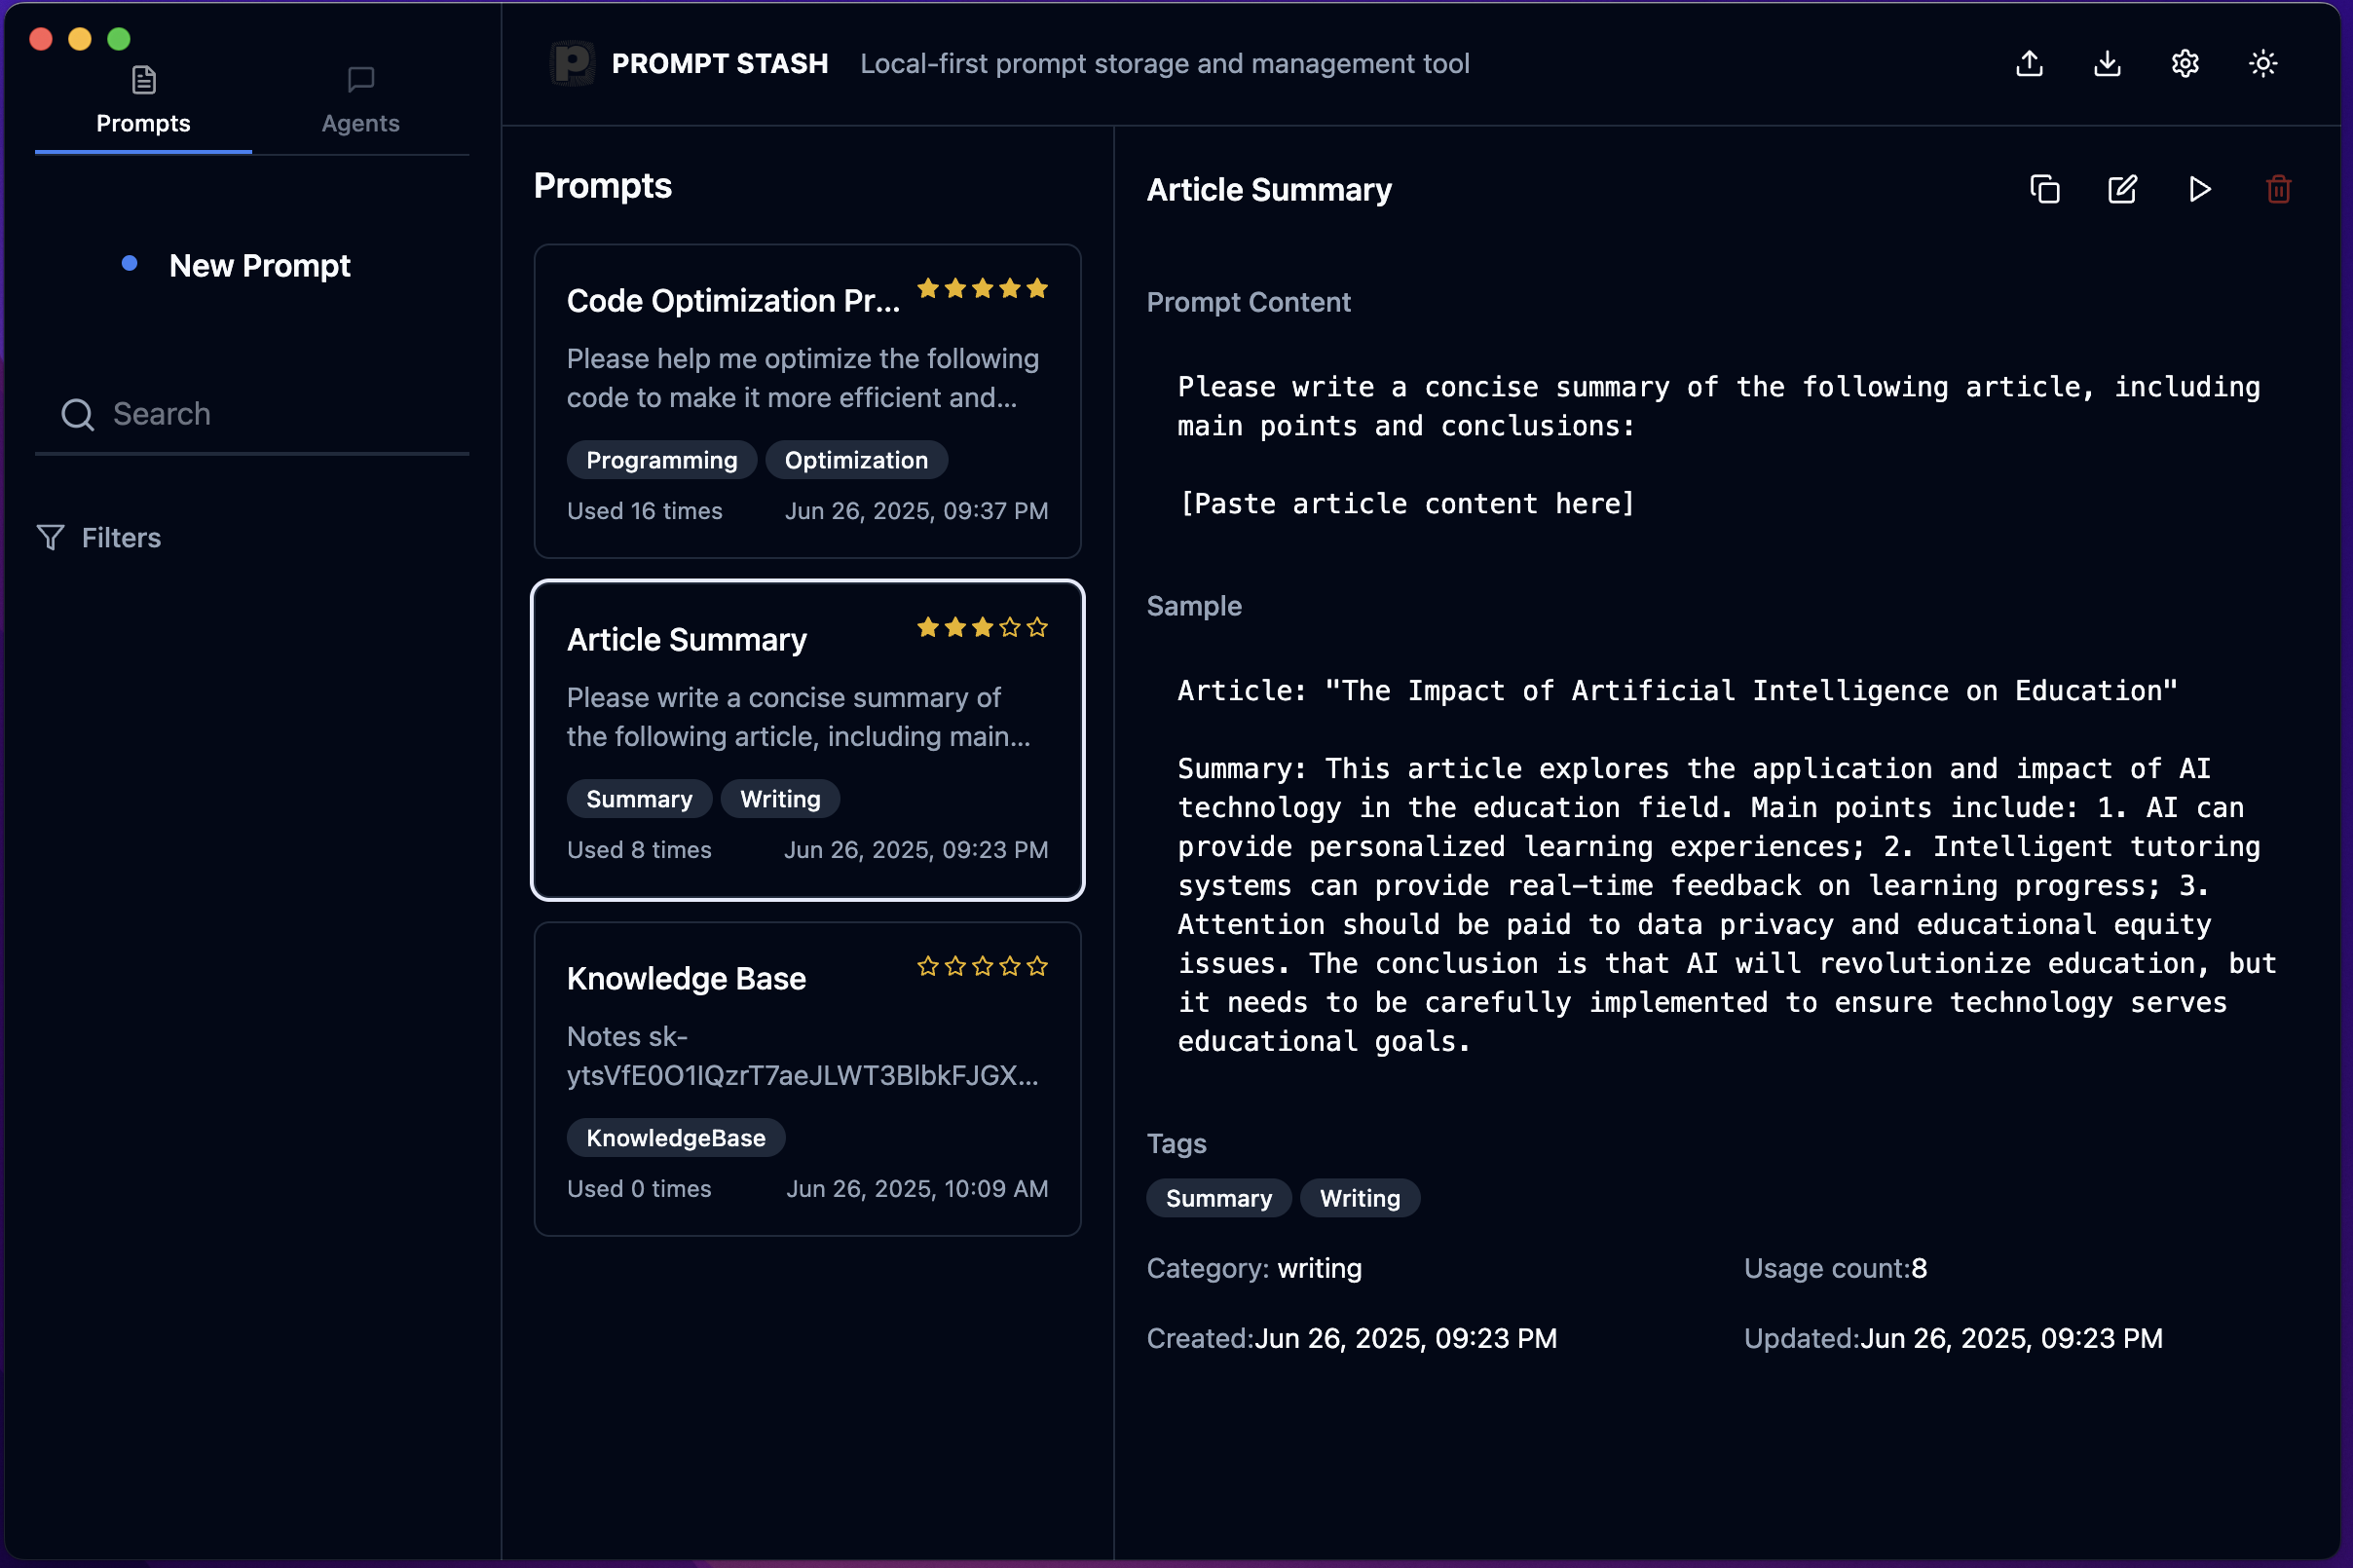 Prompts
Agents
New Prompt
Search
Filters
p
PROMPT STASH
Local-first prompt storage and management tool
Prompts
Code Optimization Pr...
Please help me optimize the following
code to make it more efficient and...
Programming
Optimization
Used 16 times
Jun 26, 2025, 09:37 PM
Article Summary
Please write a concise summary of
the following article, including main...
Summary
Writing
Used 8 times
Jun 26, 2025, 09:23 PM
Knowledge Base
Notes sk-
ytsVfE0O1IQzrT7aeJLWT3BlbkFJGX...
KnowledgeBase
Used 0 times
Jun 26, 2025, 10:09 AM
Article Summary
Prompt Content
Please write a concise summary of the following article, including
main points and conclusions:
[Paste article content here]
Sample
Article: "The Impact of Artificial Intelligence on Education"
Summary: This article explores the application and impact of AI
technology in the education field. Main points include: 1. AI can
provide personalized learning experiences; 2. Intelligent tutoring
systems can provide real-time feedback on learning progress; 3.
Attention should be paid to data privacy and educational equity
issues. The conclusion is that AI will revolutionize education, but
it needs to be carefully implemented to ensure technology serves
educational goals.
Tags
Summary
Writing
Category: writing
Usage count:8
Created:Jun 26, 2025, 09:23 PM
Updated:Jun 26, 2025, 09:23 PM